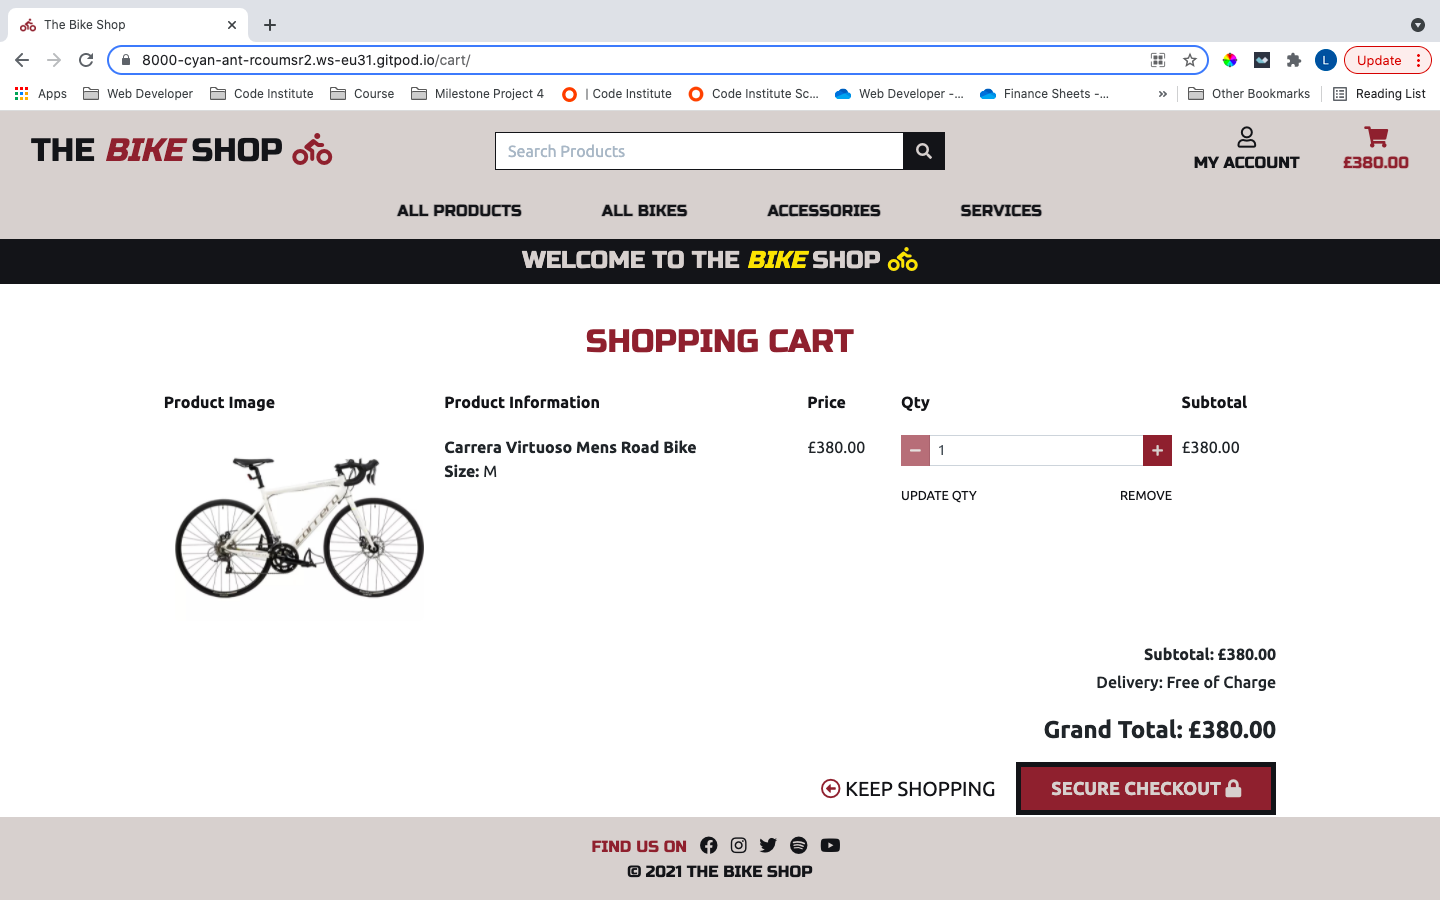 The Bike Shop
8000-cyan-ant-rcoumsr2.ws-eu31.gitpod.io/cart/
L
Update
Apps
Web Developer
Code Institute
Course
Milestone Project 4
| Code Institute
Code Institute Sc...
Web Developer -...
Finance Sheets -...
»
Other Bookmarks
Reading List
THE BIKE SHOP
Search Products
MY ACCOUNT
£380.00
ALL PRODUCTS
ALL BIKES
ACCESSORIES
SERVICES
WELCOME TO THE BIKE SHOP
SHOPPING CART
Product Image
Product Information
Price
Qty
Subtotal
Carrera Virtuoso Mens Road Bike
Size: M
£380.00
1
£380.00
UPDATE QTY
REMOVE
carrera
Subtotal: £380.00
Delivery: Free of Charge
Grand Total: £380.00
KEEP SHOPPING
SECURE CHECKOUT
FIND US ON
© 2021 THE BIKE SHOP